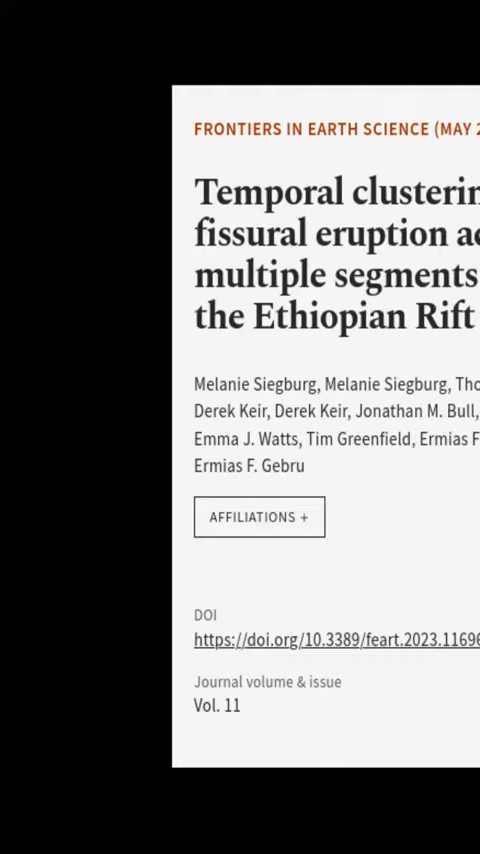 FRONTIERS IN EARTH SCIENCE (MAY 2
Temporal clusterin
fissural eruption ac
multiple segments
the Ethiopian Rift
Melanie Siegburg, Melanie Siegburg, Tho
Derek Keir, Derek Keir, Jonathan M. Bull,
Emma J. Watts, Tim Greenfield, Ermias F
Ermias F. Gebru
AFFILIATIONS +
DOI
https://doi.org/10.3389/feart.2023.11696
Journal volume & issue
Vol. 11